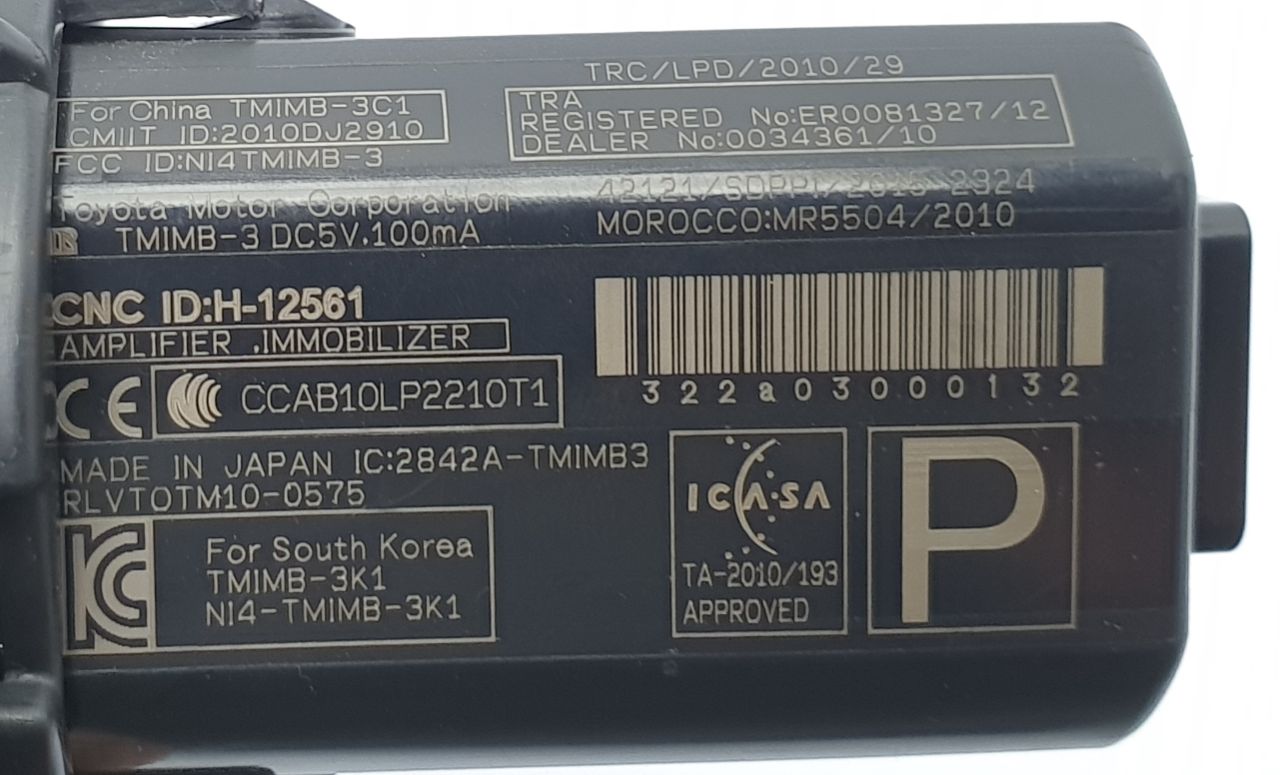 For China TMIMB-3C1
CMIIT ID:2010DJ2910
FCC ID:NI4TMIMB-3
Toyota Motor Corporation
TMIMB-3 DC5V.100mA
CNC ID:H-12561
AMPLIFIER .IMMOBILIZER
CE
CCAB10LP2210T1
MADE IN JAPAN IC:2842A-TMIMB3
RLVTOTM10-0575
KC
For South Korea
TMIMB-3K1
NI4-TMIMB-3K1
TRC/LPD/2010/29
TRA
REGISTERED No:ER0081327/12
DEALER No:0034361/10
MOROCCO:MR5504/2010
322a03000132
ICASA
TA-2010/193
APPROVED
P